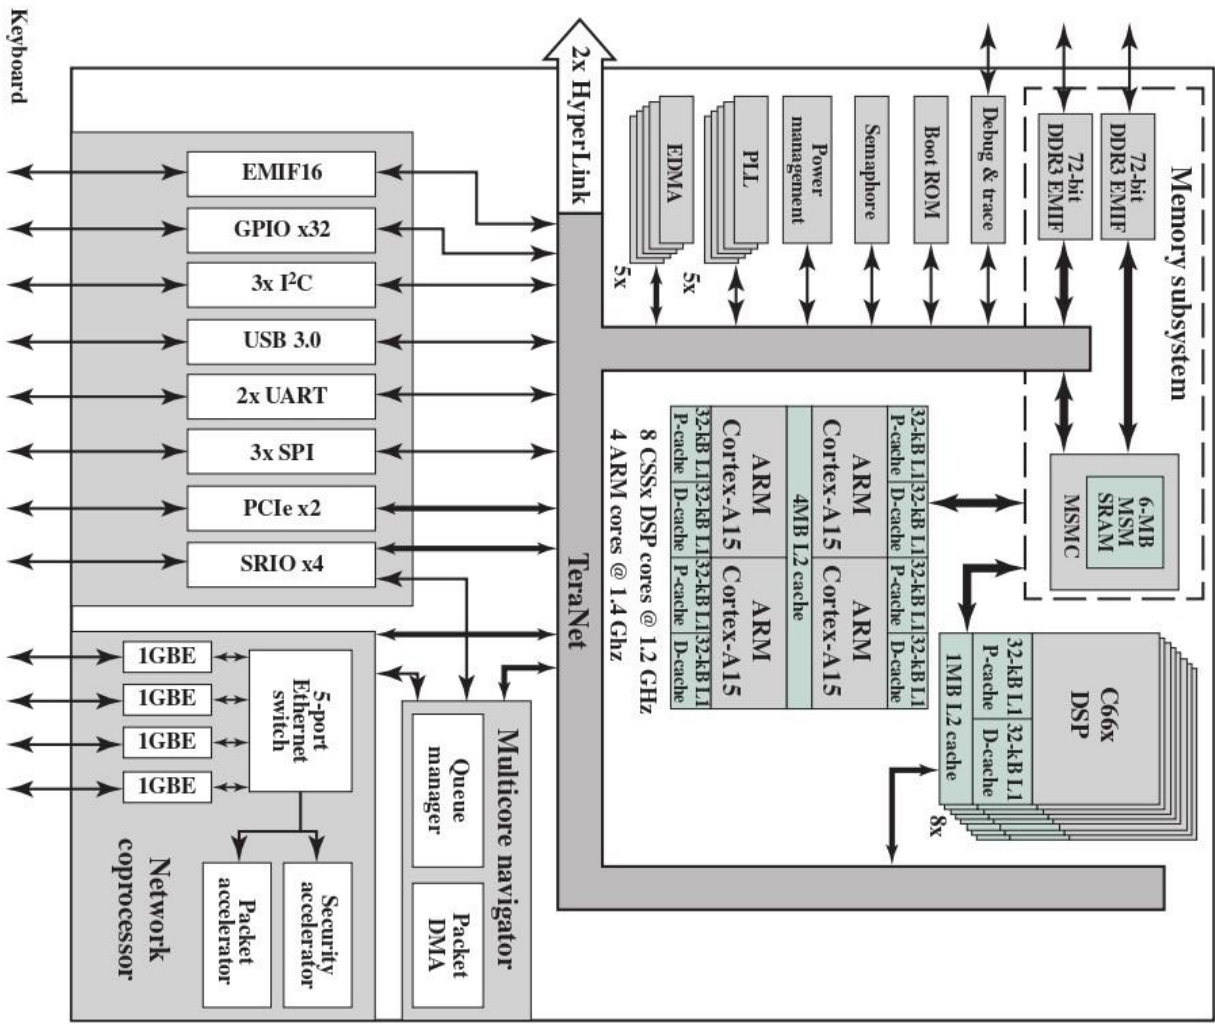 Memory subsystem
72-bit
DDR3 EMIF
72-bit
DDR3 EMIF
Debug & trace
Boot ROM
Semaphore
Power
management
PLL
5x
EDMA
5x
2x HyperLink
6-MB
MSM
SRAM
MSMC
32-kB L1
P-cache
32-kB L1
D-cache
32-kB L1
P-cache
32-kB L1
D-cache
ARM
Cortex-A15
ARM
Cortex-A15
4MB L2 cache
ARM
Cortex-A15
ARM
Cortex-A15
32-kB L1
P-cache
32-kB L1
D-cache
32-kB L1
P-cache
32-kB L1
D-cache
8 CSSx DSP cores @ 1.2 GHz
4 ARM cores @ 1.4 Ghz
C66x
DSP
32-kB L1
P-cache
32-kB L1
D-cache
1MB L2 cache
8x
TeraNet
Keyboard
EMIF16
GPIO x32
3x I²C
USB 3.0
2x UART
3x SPI
PCIe x2
SRIO x4
Multicore navigator
Queue
manager
Packet
DMA
1GBE
1GBE
1GBE
1GBE
5-port
Ethernet
switch
Security
accelerator
Packet
accelerator
Network
coprocessor